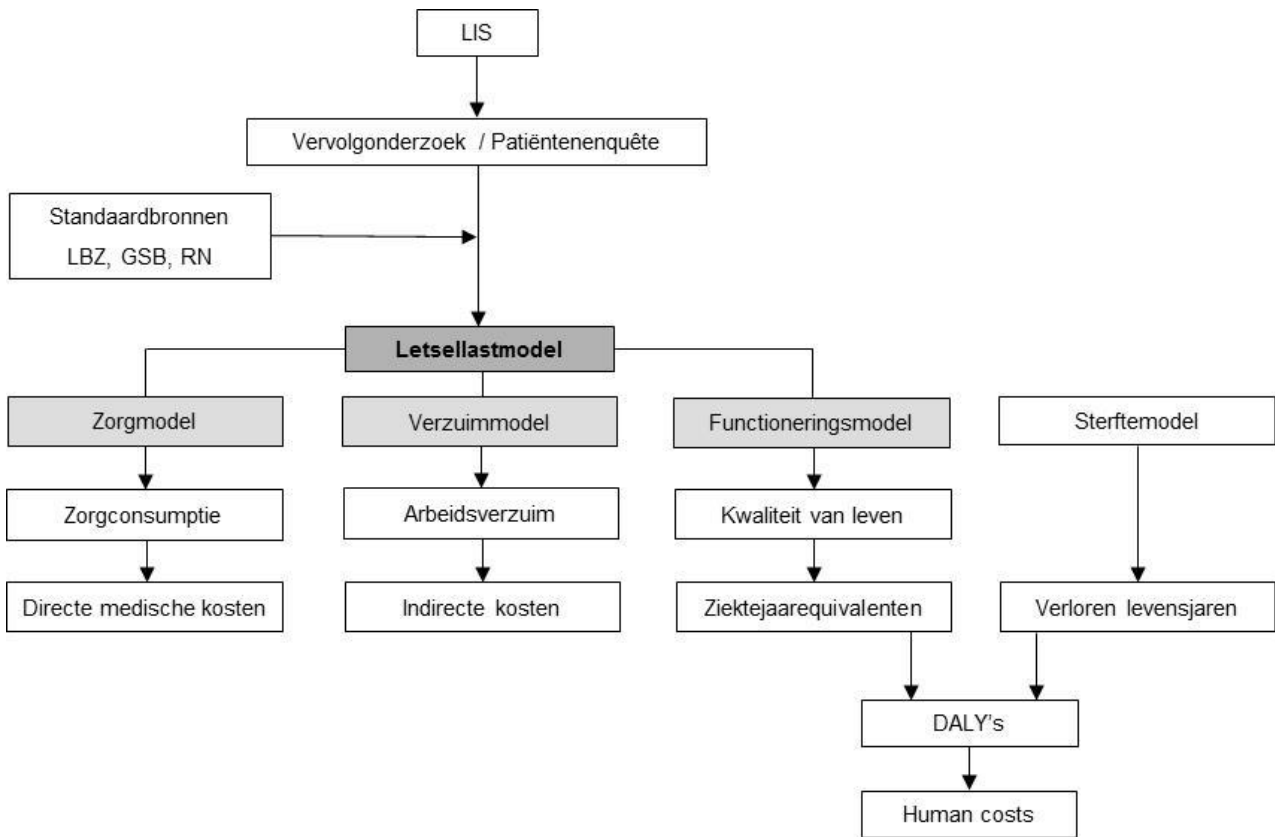 LIS
Vervolgonderzoek / Patiëntenenquête
Standaardbronnen
LBZ, GSB, RN
Letsellastmodel
Zorgmodel
Verzuimmodel
Functioneringsmodel
Sterftemodel
Zorgconsumptie
Arbeidsverzuim
Kwaliteit van leven
Directe medische kosten
Indirecte kosten
Ziektejaarequivalenten
Verloren levensjaren
DALY's
Human costs